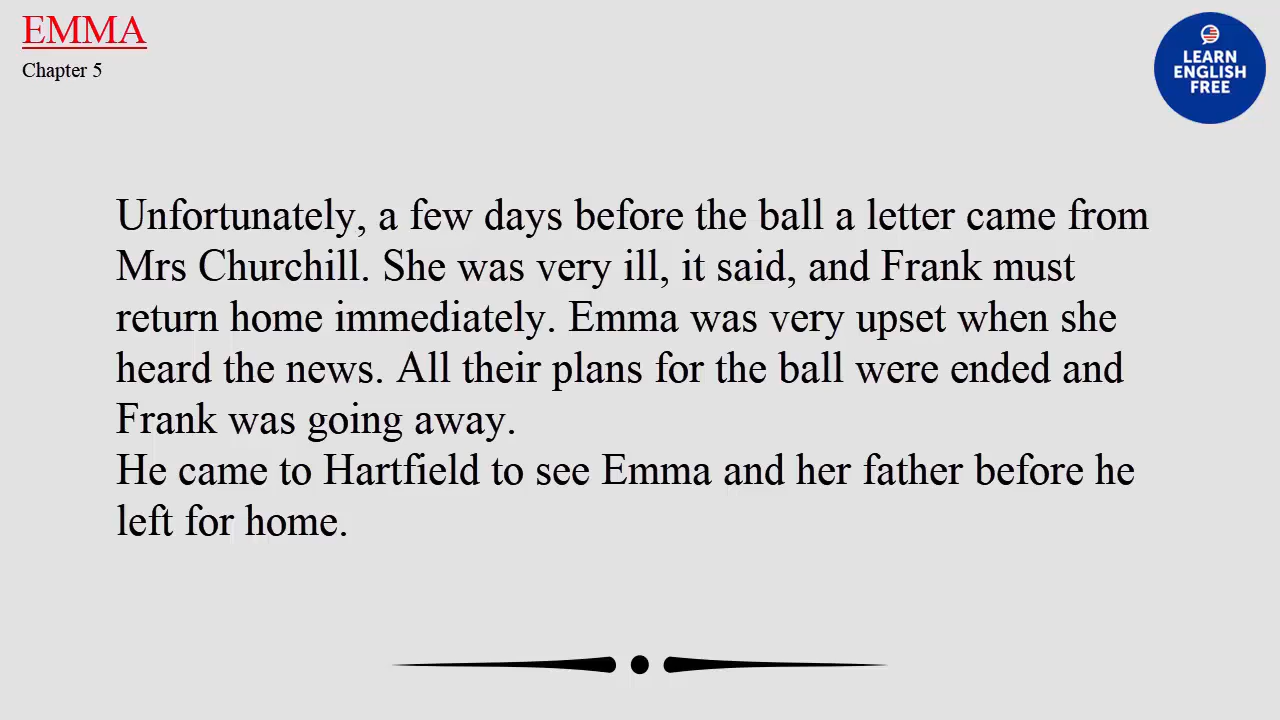 EMMA
Chapter 5
LEARN
ENGLISH
FREE
Unfortunately, a few days before the ball a letter came from
Mrs Churchill. She was very ill, it said, and Frank must
return home immediately. Emma was very upset when she
heard the news. All their plans for the ball were ended and
Frank was going away.
He came to Hartfield to see Emma and her father before he
left for home.